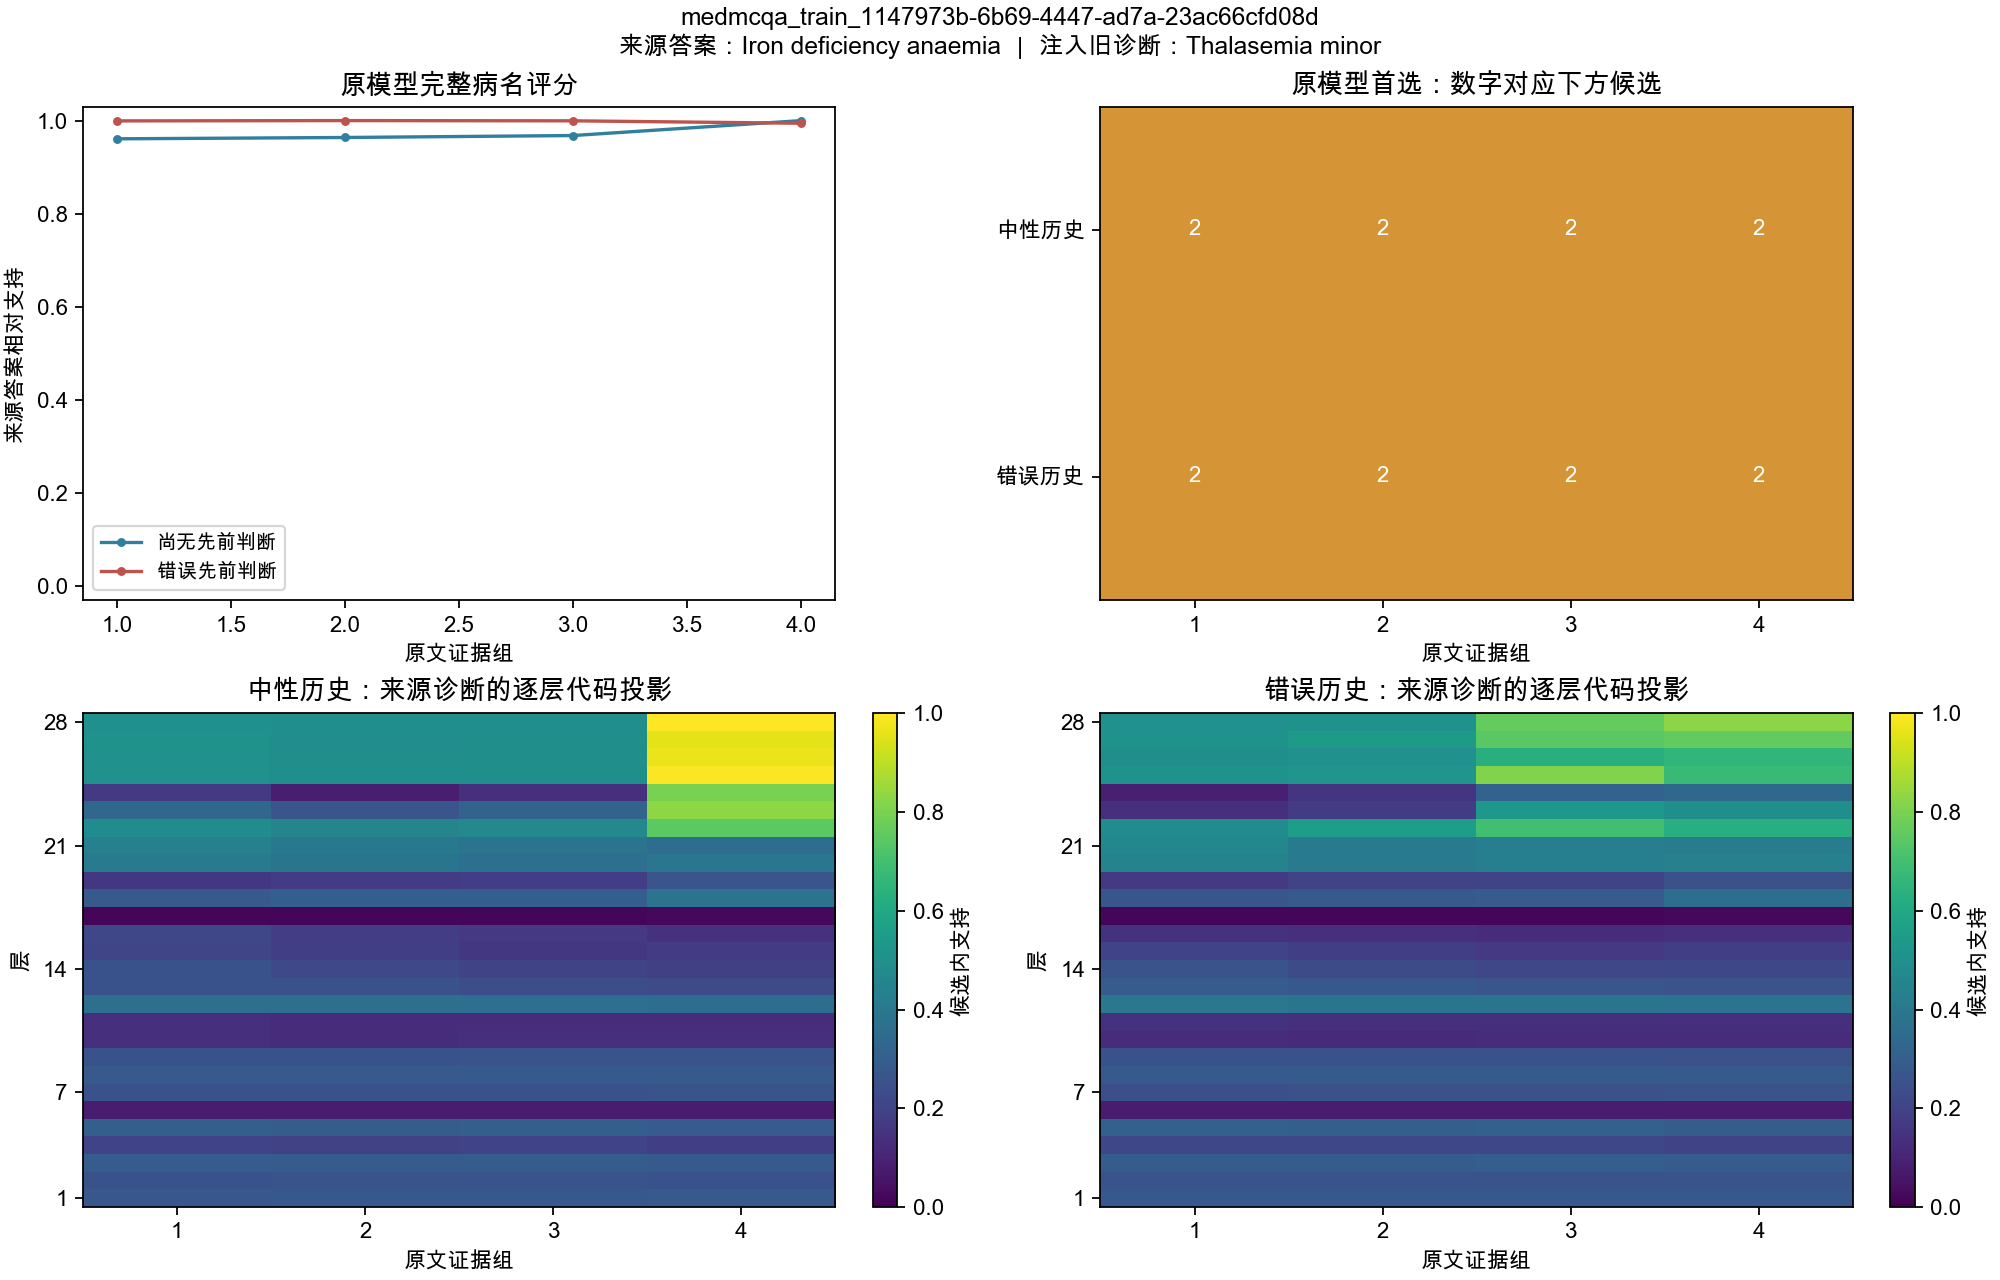 medmcqa_train_1147973b-6b69-4447-ad7a-23ac66cfd08d
来源答案：Iron deficiency anaemia | 注入旧诊断：Thalasemia minor
原模型完整病名评分
来源答案相对支持
1.0
0.8
0.6
0.4
0.2
0.0
尚无先前判断
错误先前判断
1.0 1.5 2.0 2.5 3.0 3.5 4.0
原文证据组
原模型首选：数字对应下方候选
中性历史
2 2 2 2
错误历史
2 2 2 2
1 2 3 4
原文证据组
中性历史：来源诊断的逐层代码投影
层
28
21
14
7
1
1 2 3 4
原文证据组
1.0
0.8
0.6
0.4
0.2
0.0
候选内支持
错误历史：来源诊断的逐层代码投影
层
28
21
14
7
1
1 2 3 4
原文证据组
1.0
0.8
0.6
0.4
0.2
0.0
候选内支持